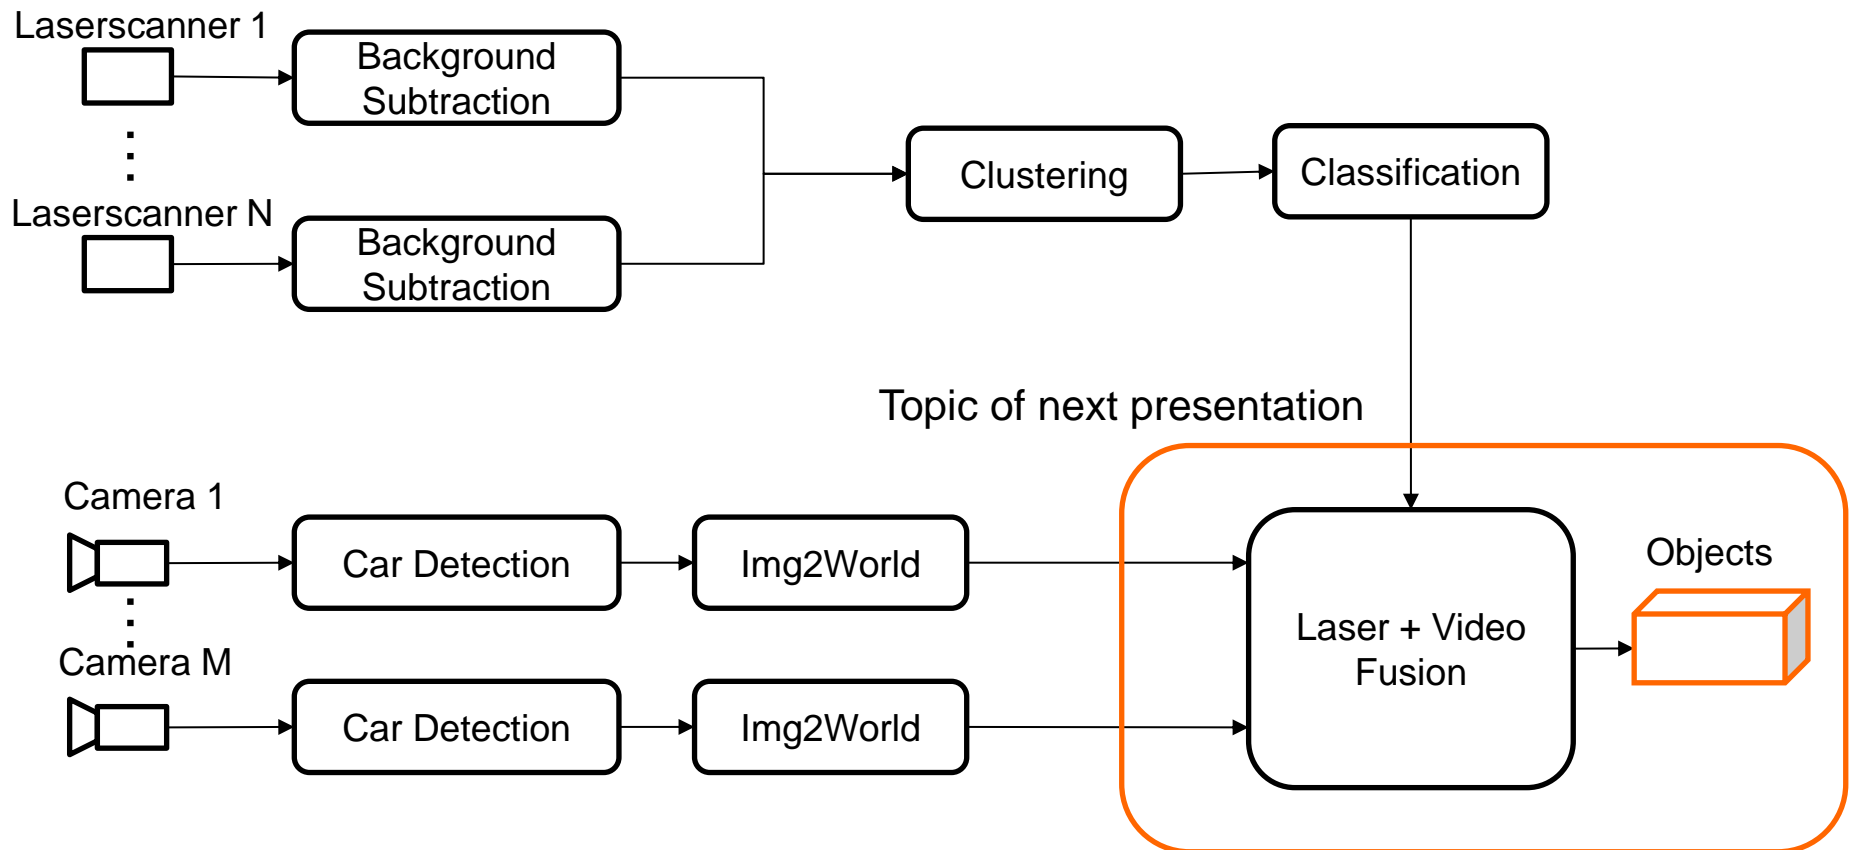 Laserscanner 1
Background
Subtraction
Laserscanner N
Background
Subtraction
Clustering
Classification
Topic of next presentation
Camera 1
Car Detection
Img2World
Camera M
Car Detection
Img2World
Laser + Video
Fusion
Objects